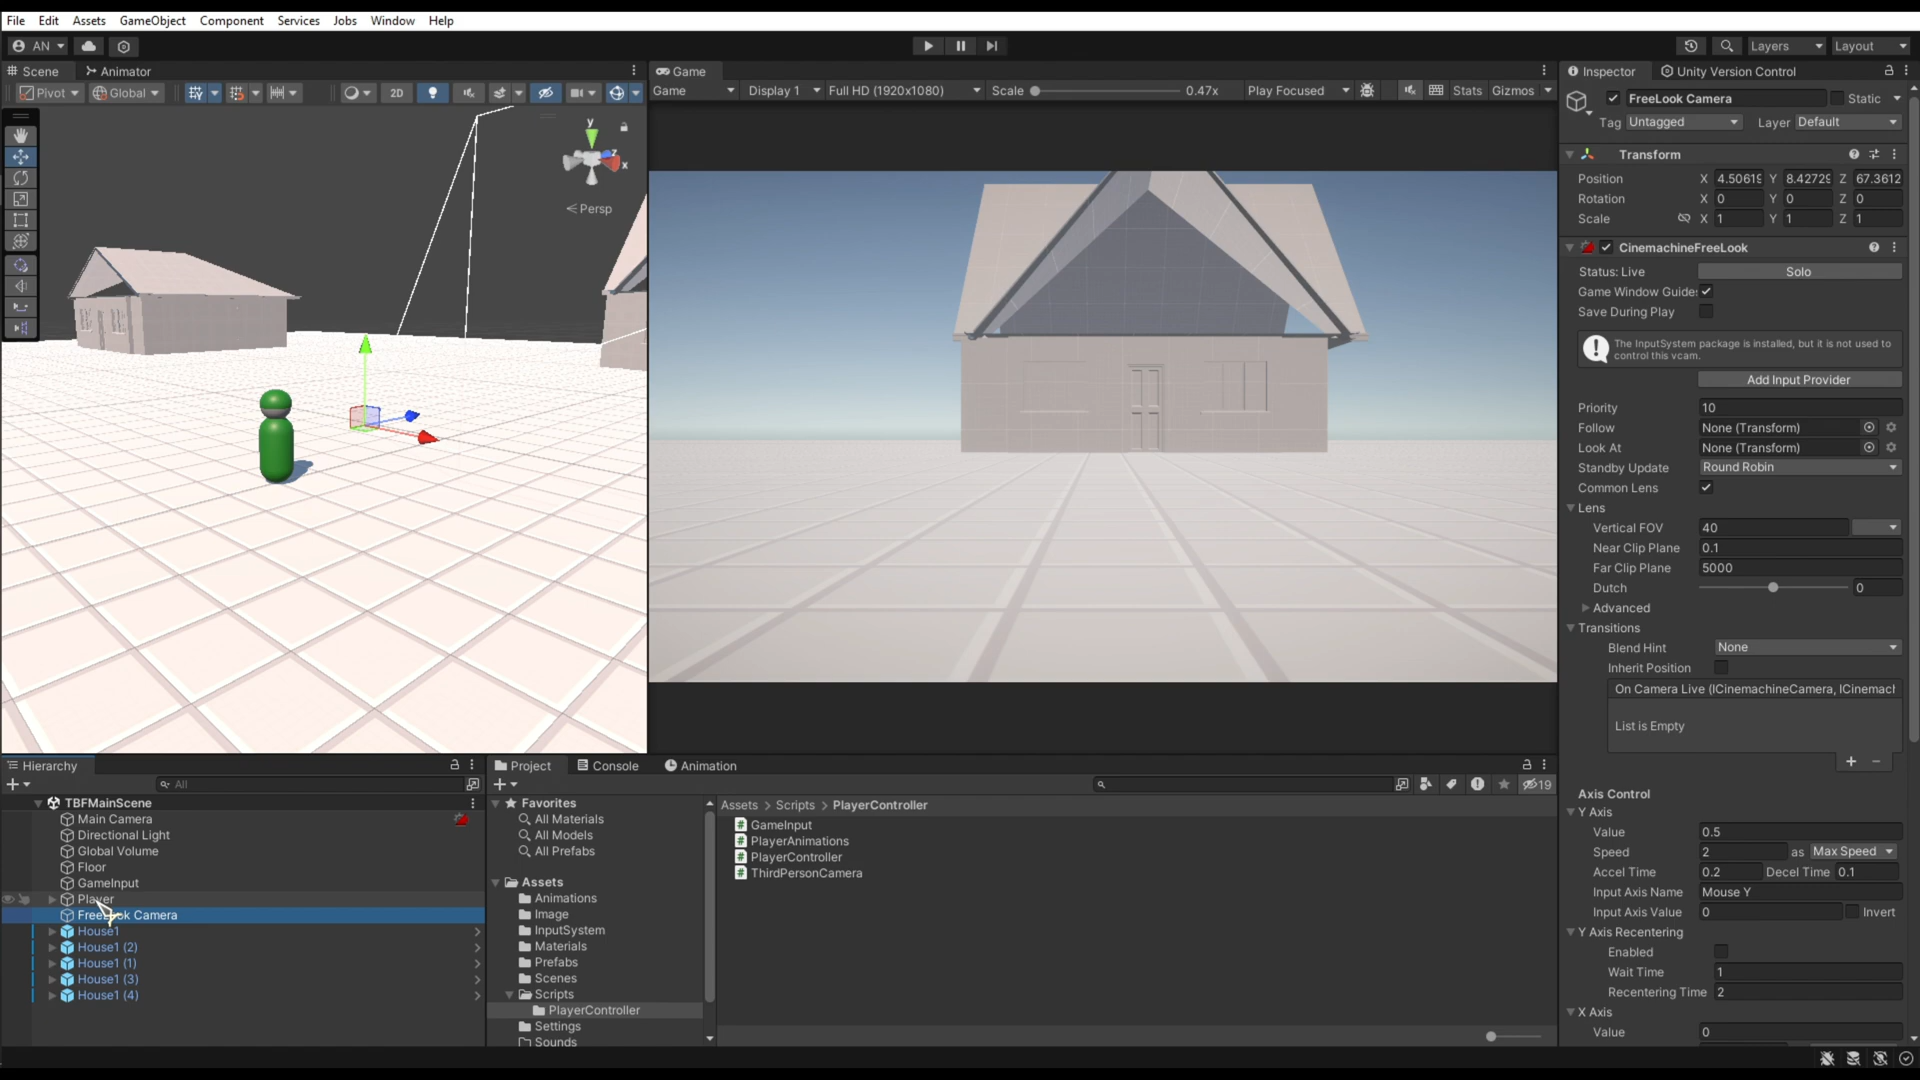 File Edit Assets GameObject Component Services Jobs Window Help
AN Layers Layout
Scene Animator
Pivot Global 2D
y
z
x
Persp
Game
Game Display 1 Full HD (1920x1080) Scale 0.47x Play Focused Stats Gizmos
Inspector Unity Version Control
FreeLook Camera Static
Tag Untagged Layer Default
Transform
Position X 4.50619 Y 8.42729 Z 67.3612
Rotation X 0 Y 0 Z 0
Scale X 1 Y 1 Z 1
CinemachineFreeLook
Status: Live Solo
Game Window Guides
Save During Play
The InputSystem package is installed, but it is not used to
control this vcam.
Add Input Provider
Priority 10
Follow None (Transform)
Look At None (Transform)
Standby Update Round Robin
Common Lens
Lens
Vertical FOV 40
Near Clip Plane 0.1
Far Clip Plane 5000
Dutch 0
Advanced
Transitions
Blend Hint None
Inherit Position
On Camera Live (ICinemachineCamera, ICinemach
List is Empty
+ -
Axis Control
Y Axis
Value 0.5
Speed 2 as Max Speed
Accel Time 0.2 Decel Time 0.1
Input Axis Name Mouse Y
Input Axis Value 0 Invert
Y Axis Recentering
Enabled
Wait Time 1
Recentering Time 2
X Axis
Value 0
Hierarchy
+ All
TBFMainScene
Main Camera
Directional Light
Global Volume
Floor
GameInput
Player
FreeLook Camera
House1
House1 (2)
House1 (1)
House1 (3)
House1 (4)
Project Console Animation
+ 19
Favorites
All Materials
All Models
All Prefabs
Assets
Animations
Image
InputSystem
Materials
Prefabs
Scenes
Scripts
PlayerController
Settings
Sounds
Assets > Scripts > PlayerController
# GameInput
# PlayerAnimations
# PlayerController
# ThirdPersonCamera